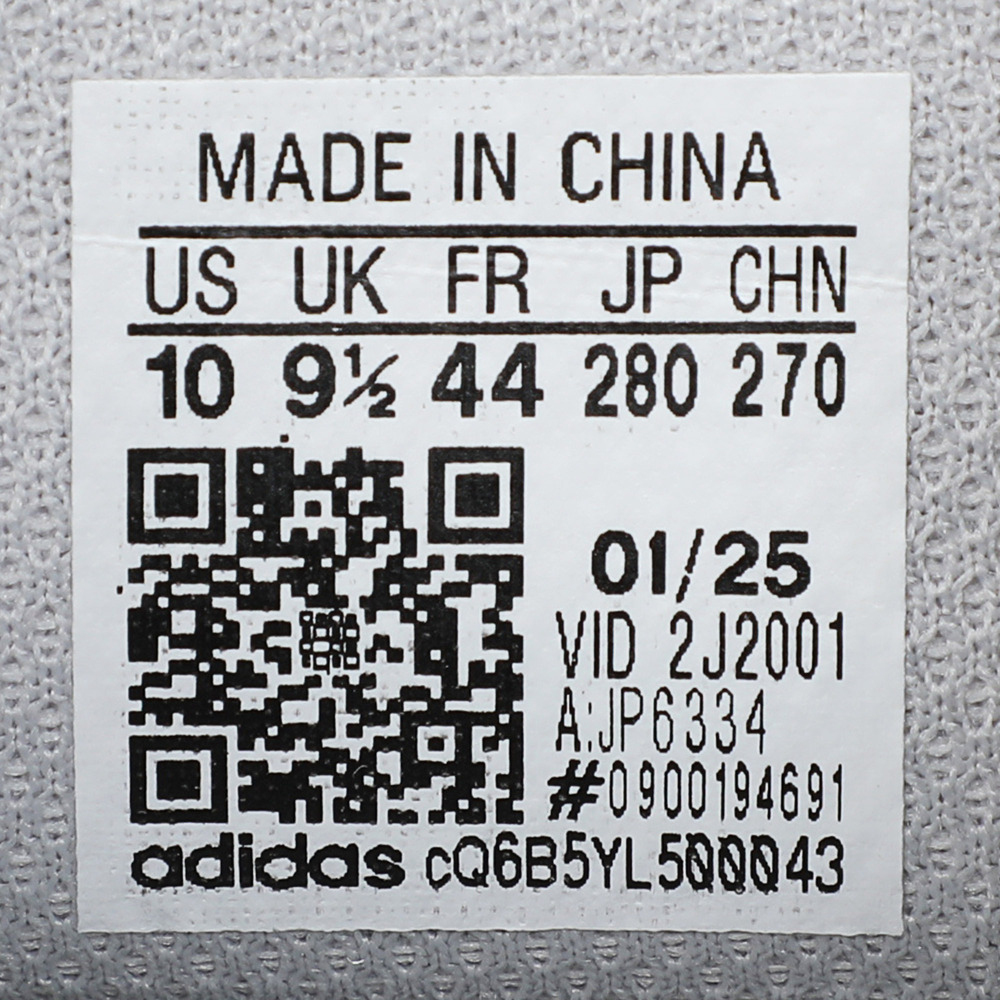 MADE IN CHINA
US UK FR JP CHN
10 9½ 44 280 270
01/25
VID 2J2001
A:JP6334
#0900194691
adidas cQ6B5YL500043